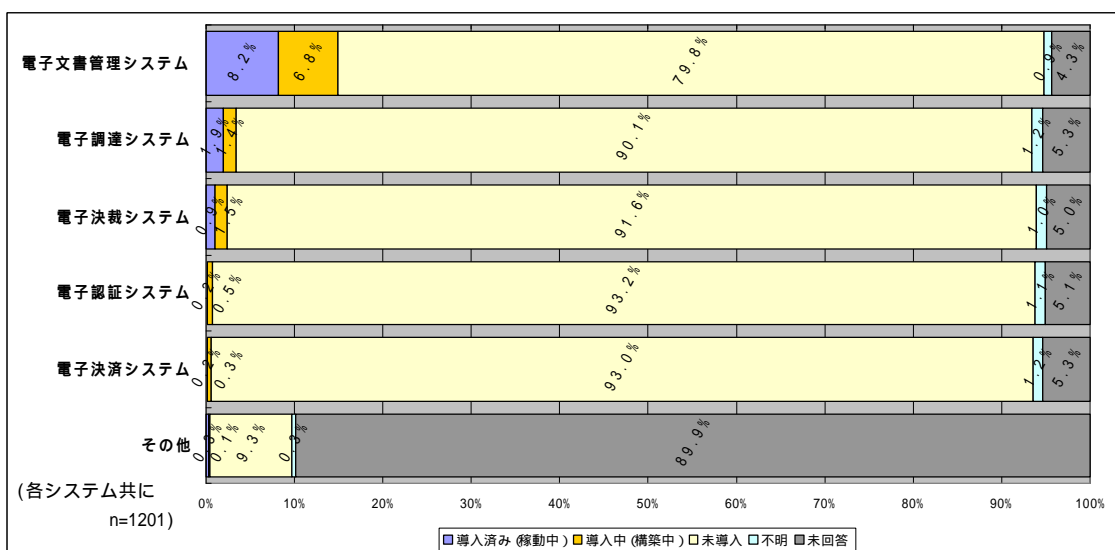 電子文書管理システム
8.2% 6.8% 79.8% 0.9% 4.3%
電子調達システム
1.9% 1.4% 90.1% 1.2% 5.3%
電子決裁システム
0.9% 1.5% 91.6% 1.0% 5.0%
電子認証システム
0.2% 0.5% 93.2% 1.1% 5.1%
電子決済システム
0.2% 0.3% 93.0% 1.2% 5.3%
その他
0.3% 0.1% 9.3% 0.3% 89.9%
(各システム共に
n=1201)
0% 10% 20% 30% 40% 50% 60% 70% 80% 90% 100%
導入済み(稼動中) 導入中(構築中) 未導入 不明 未回答